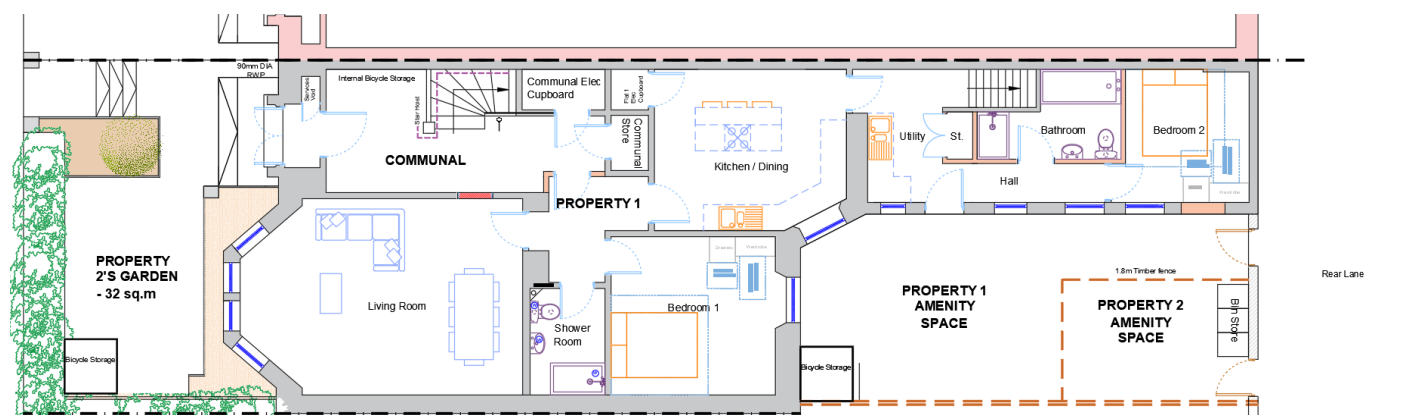 90mm DIA
RWP
Services
Void
Internal Bicycle Storage
Stair Hoist
Communal Elec
Cupboard
Flat 1
Elec
Cupboard
Communal
Store
COMMUNAL
PROPERTY 1
Kitchen / Dining
Utility
St.
Bathroom
Bedroom 2
Hall
PROPERTY
2'S GARDEN
- 32 sq.m
Bicycle Storage
Living Room
Shower
Room
Drawers
Wardrobe
Bedroom 1
Bicycle Storage
PROPERTY 1
AMENITY
SPACE
1.8m Timber fence
PROPERTY 2
AMENITY
SPACE
Bin Store
Rear Lane